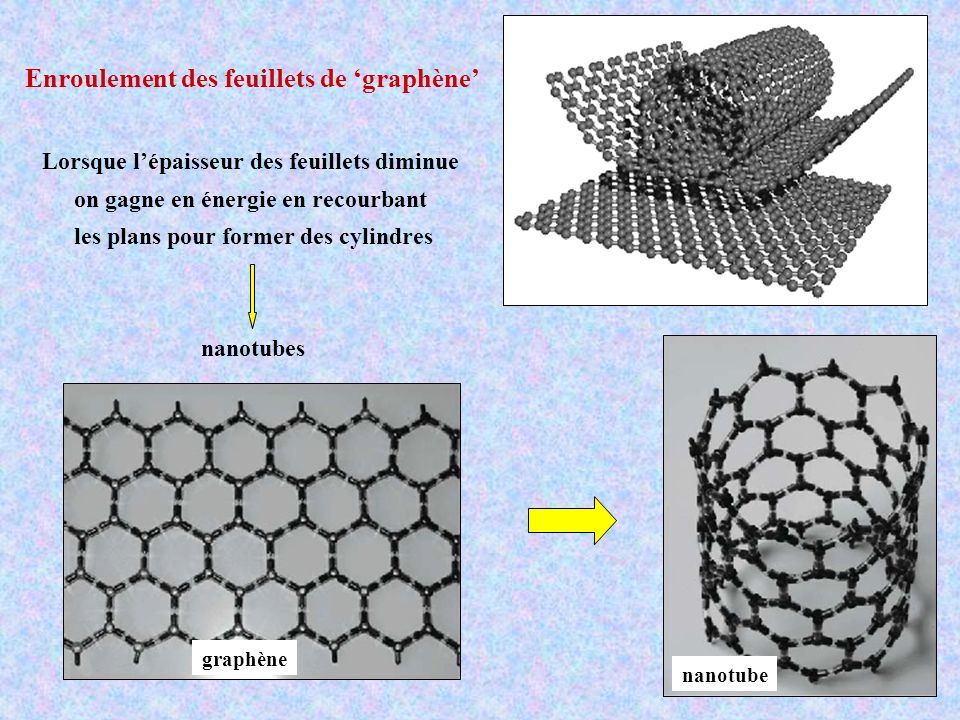 Enroulement des feuillets de ‘graphène’
Lorsque l’épaisseur des feuillets diminue
on gagne en énergie en recourbant
les plans pour former des cylindres
nanotubes
graphène
nanotube